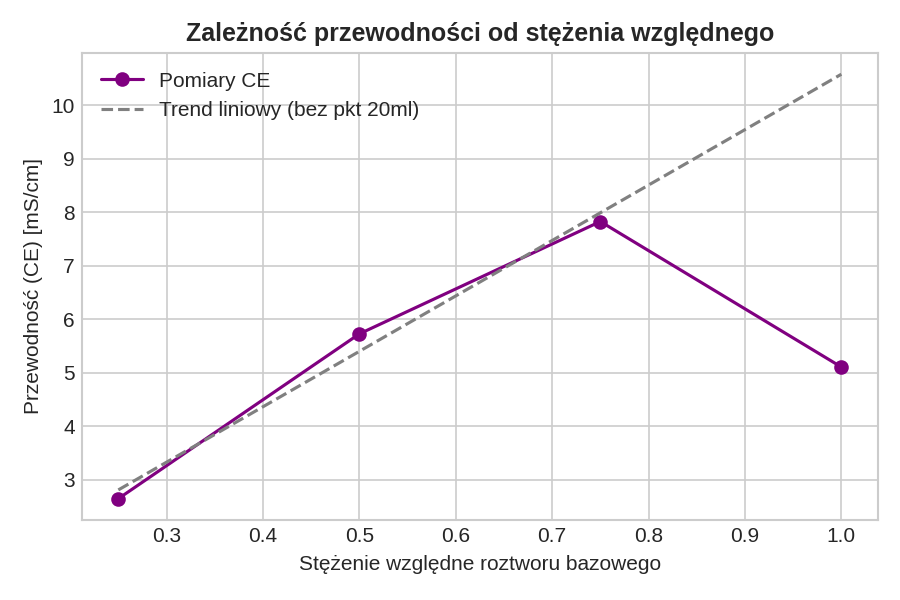 Zależność przewodności od stężenia względnego
Pomiary CE
Trend liniowy (bez pkt 20ml)
Przewodność (CE) [mS/cm]
10
9
8
7
6
5
4
3
0.3 0.4 0.5 0.6 0.7 0.8 0.9 1.0
Stężenie względne roztworu bazowego